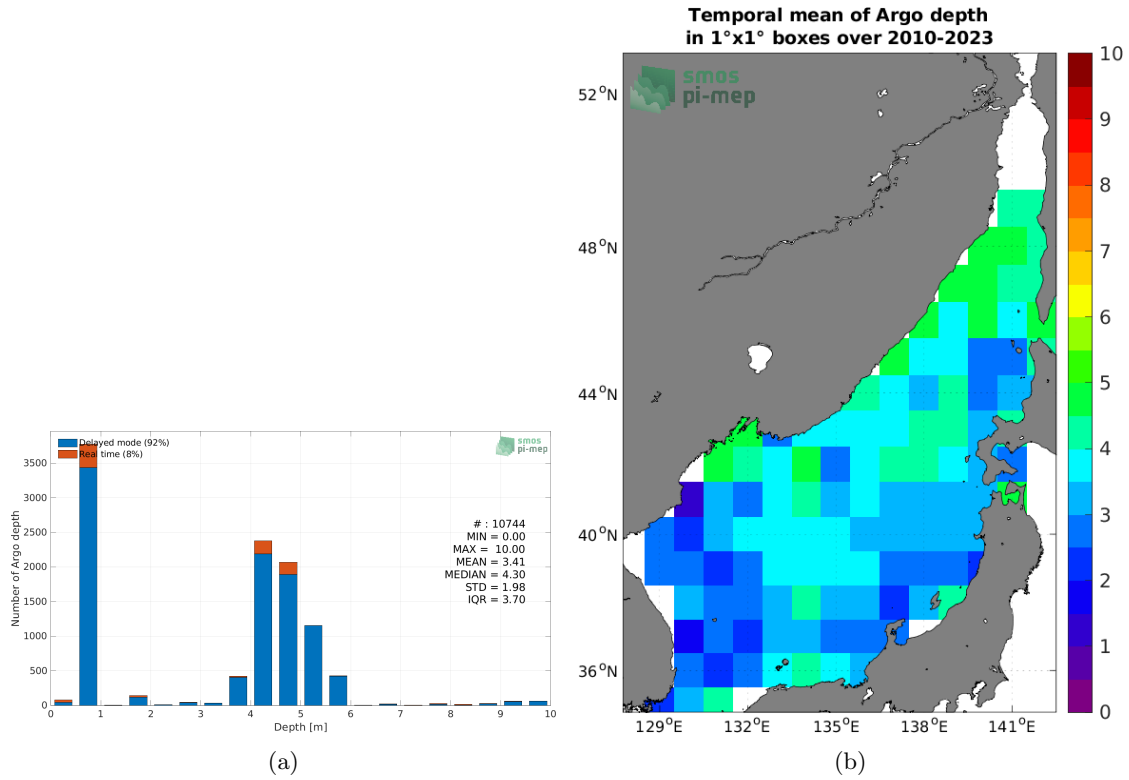 Delayed mode (92%)
Real time (8%)
smos
pi-mep
3500
3000
2500
2000
1500
1000
500
0
Number of Argo depth
# : 10744
MIN = 0.00
MAX = 10.00
MEAN = 3.41
MEDIAN = 4.30
STD = 1.98
IQR = 3.70
0 1 2 3 4 5 6 7 8 9 10
Depth [m]
(a)
Temporal mean of Argo depth
in 1°x1° boxes over 2010-2023
smos
pi-mep
52°N
48°N
44°N
40°N
36°N
129°E 132°E 135°E 138°E 141°E
10
9
8
7
6
5
4
3
2
1
0
(b)